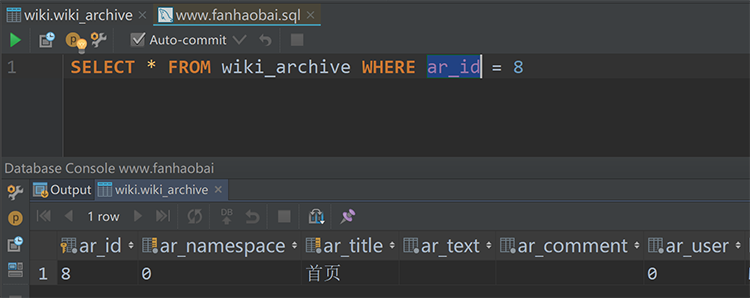 wiki.wiki_archive
www.fanhaobai.sql
Auto-commit
1 SELECT * FROM wiki_archive WHERE ar_id = 8
Database Console www.fanhaobai
Output wiki.wiki_archive
1 row
ar_id ar_namespace ar_title ar_text ar_comment ar_user
1 8 0 首页 0